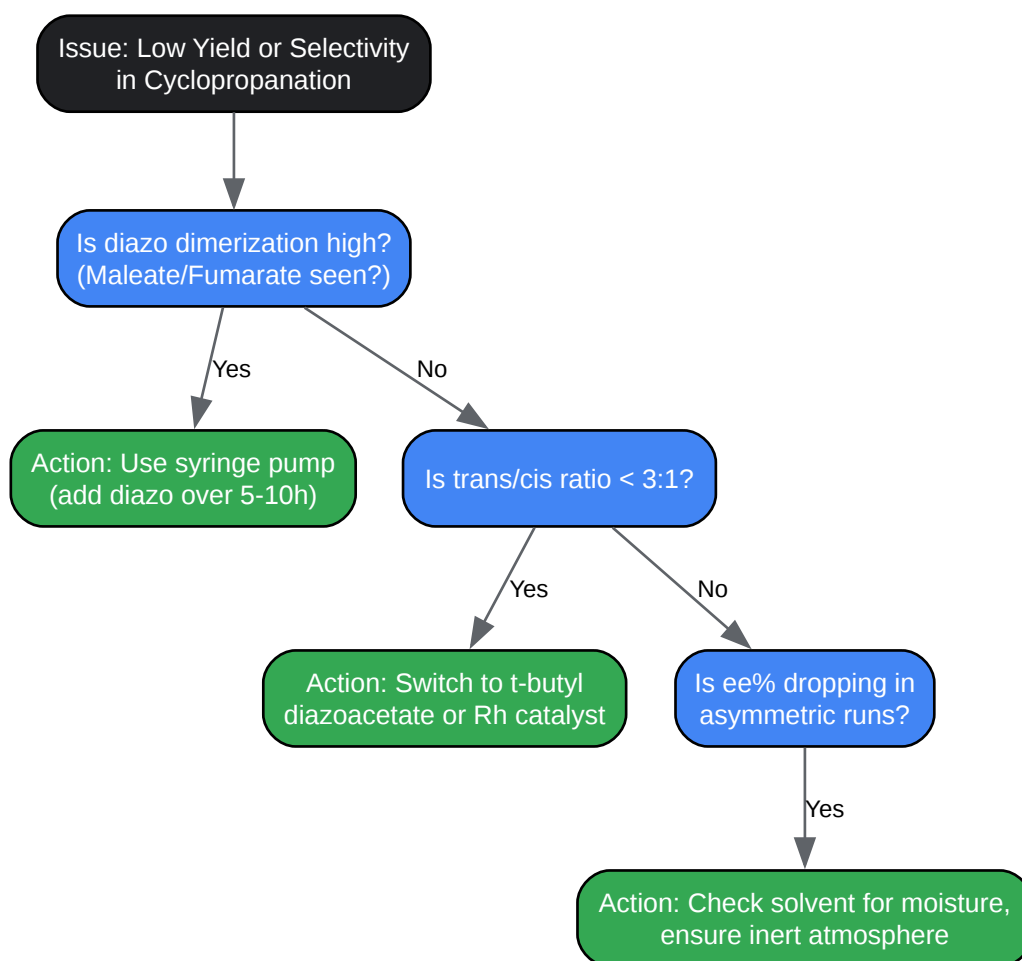 Issue: Low Yield or Selectivity
in Cyclopropanation
Is diazo dimerization high?
(Maleate/Fumarate seen?)
Yes
No
Action: Use syringe pump
(add diazo over 5-10h)
Is trans/cis ratio < 3:1?
Yes
No
Action: Switch to t-butyl
diazoacetate or Rh catalyst
Is ee% dropping in
asymmetric runs?
Yes
Action: Check solvent for moisture,
ensure inert atmosphere